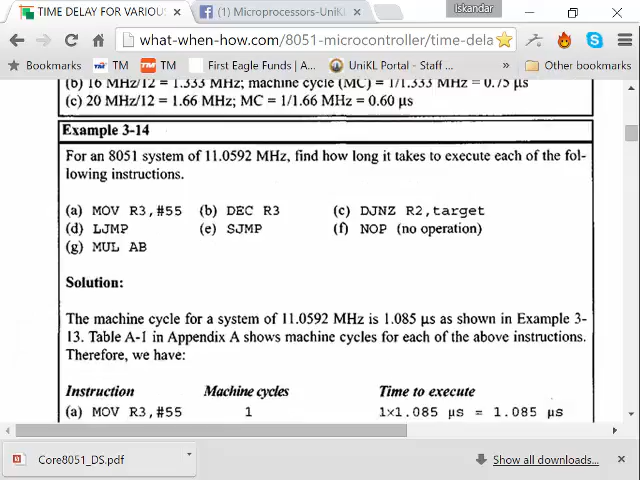 Iskandar
TIME DELAY FOR VARIOUS
(1) Microprocessors-UniKL
what-when-how.com/8051-microcontroller/time-dela
Bookmarks TM TM First Eagle Funds | A... UniKL Portal - Staff ... » Other bookmarks
(b) 16 MHz/12 = 1.333 MHz; machine cycle (MC) = 1/1.333 MHz = 0.75 μs
(c) 20 MHz/12 = 1.66 MHz; MC = 1/1.66 MHz = 0.60 μs
Example 3-14
For an 8051 system of 11.0592 MHz, find how long it takes to execute each of the fol-
lowing instructions.
(a) MOV R3,#55 (b) DEC R3 (c) DJNZ R2,target
(d) LJMP (e) SJMP (f) NOP (no operation)
(g) MUL AB
Solution:
The machine cycle for a system of 11.0592 MHz is 1.085 μs as shown in Example 3-
13. Table A-1 in Appendix A shows machine cycles for each of the above instructions.
Therefore, we have:
Instruction Machine cycles Time to execute
(a) MOV R3,#55 1 1×1.085 μs = 1.085 μs
Core8051_DS.pdf
Show all downloads...